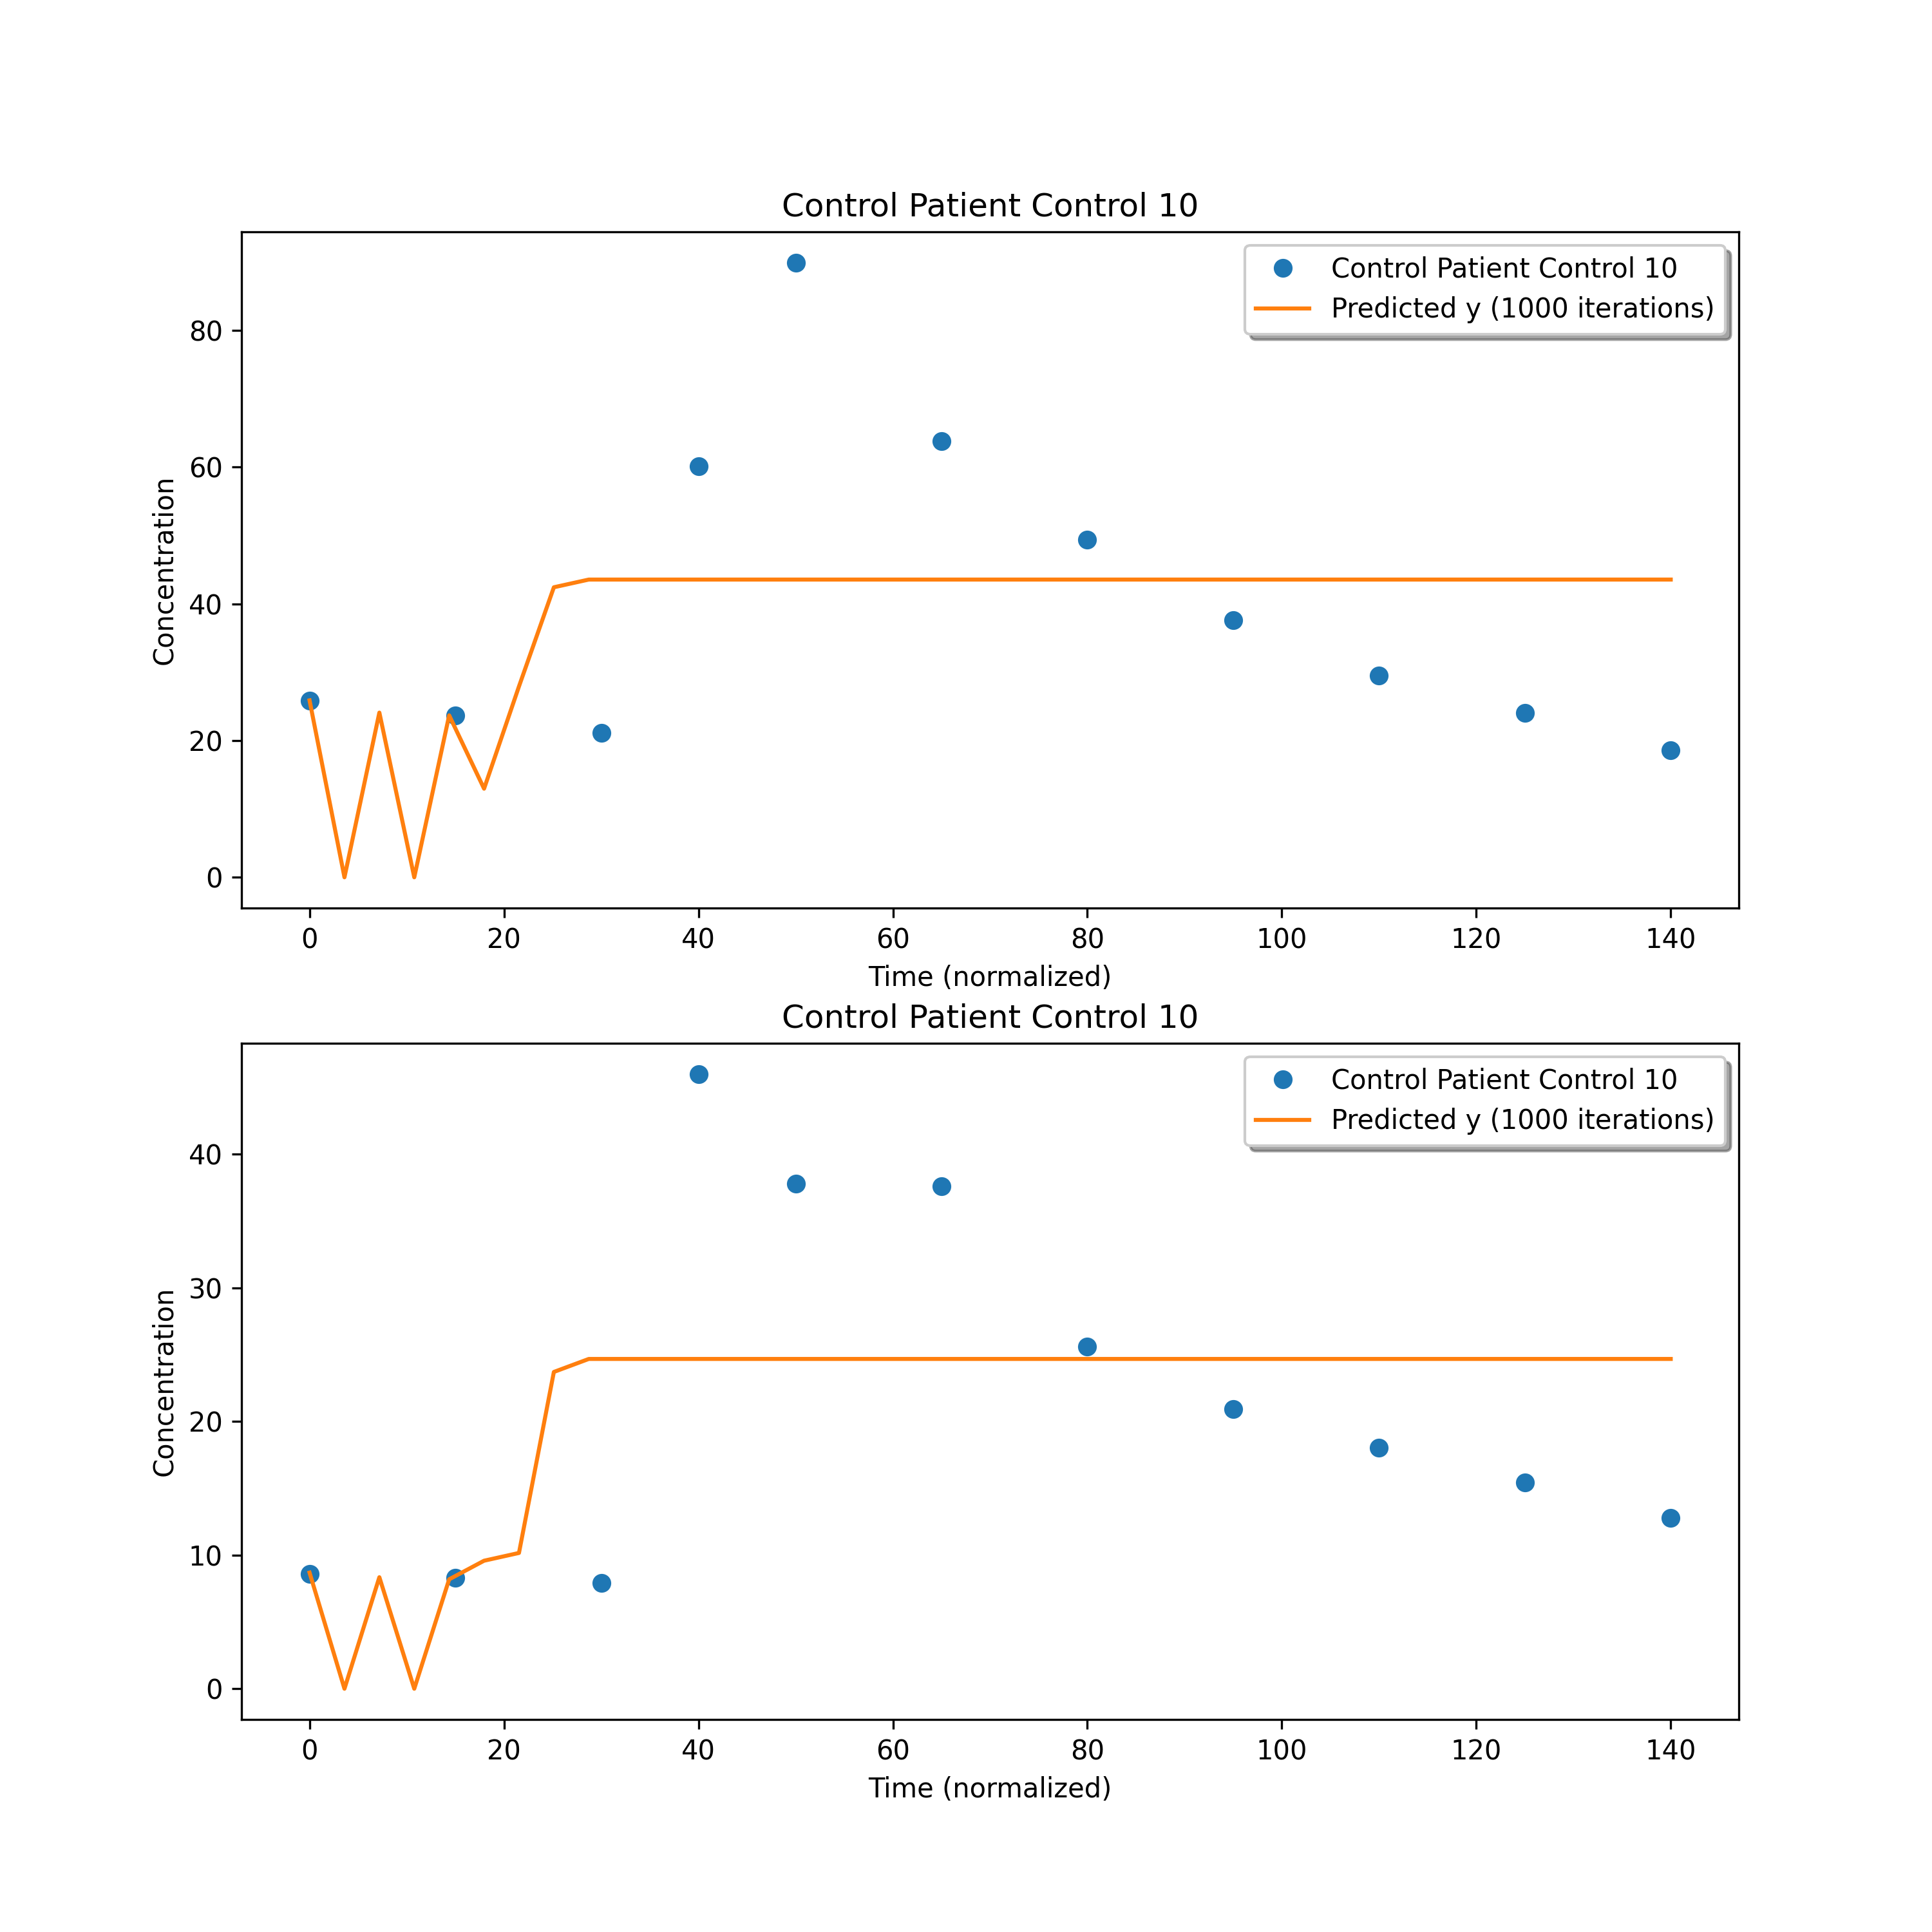 Control Patient Control 10
Control Patient Control 10
Predicted y (1000 iterations)
80
60
40
20
0
Concentration
0 20 40 60 80 100 120 140
Time (normalized)
Control Patient Control 10
Control Patient Control 10
Predicted y (1000 iterations)
40
30
20
10
0
Concentration
0 20 40 60 80 100 120 140
Time (normalized)